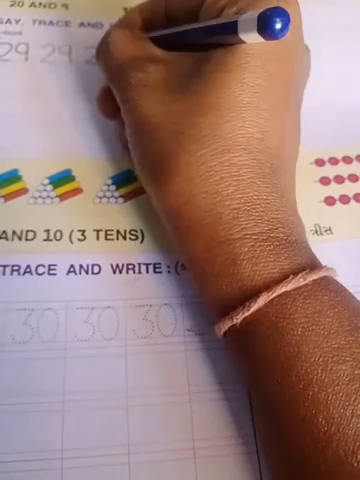 20 AND 9
SAY, TRACE AND
29 29 2
AND 10 (3 TENS)
ત્રીસ
TRACE AND WRITE :(
30 30 30